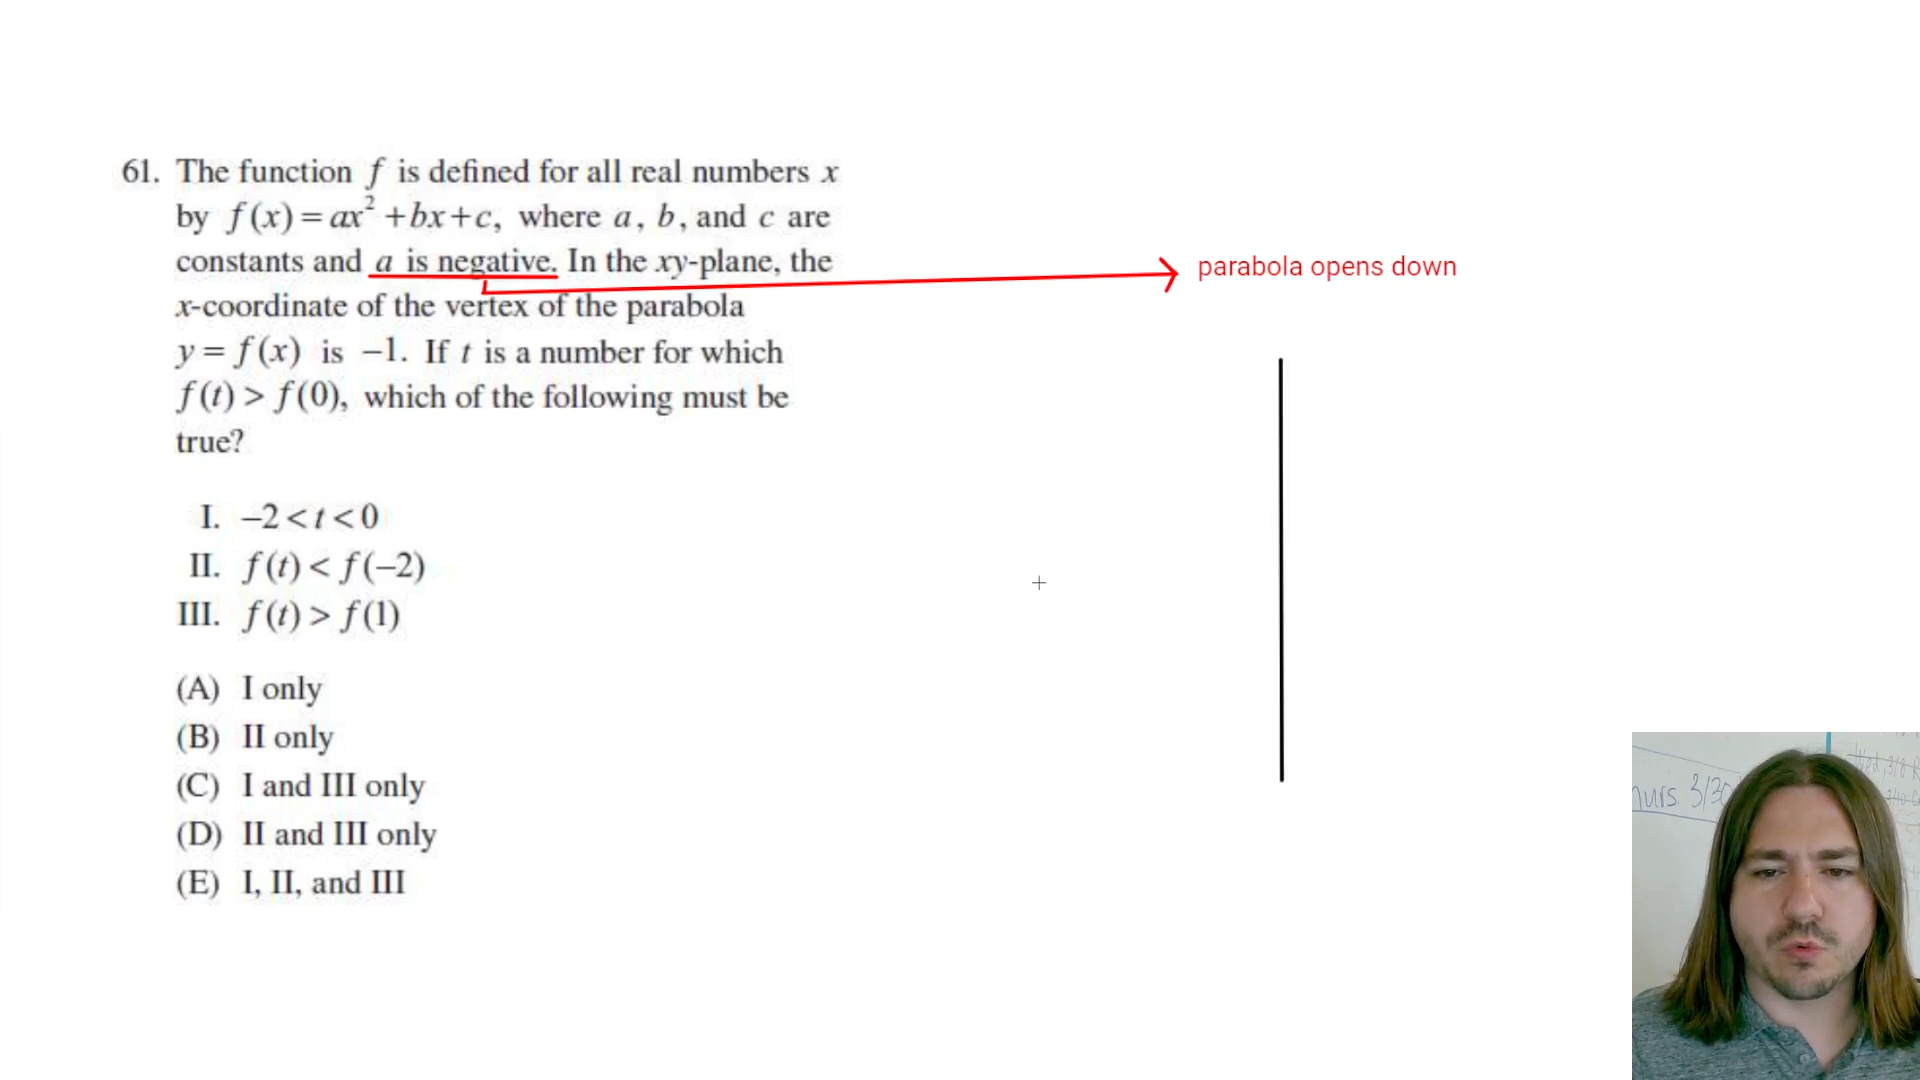 61. The function f is defined for all real numbers x
by f(x) = ax² + bx + c, where a, b, and c are
constants and a is negative. In the xy-plane, the
x-coordinate of the vertex of the parabola
y = f(x) is –1. If t is a number for which
f(t) > f(0), which of the following must be
true?
I. –2 < t < 0
II. f(t) < f(–2)
III. f(t) > f(1)
(A) I only
(B) II only
(C) I and III only
(D) II and III only
(E) I, II, and III
parabola opens down
3/30